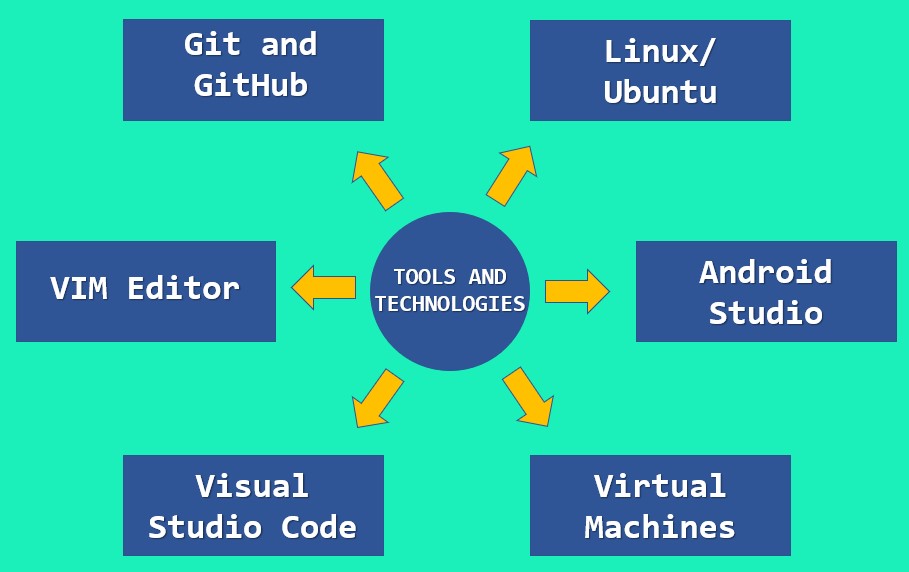 Git and
GitHub
Linux/
Ubuntu
VIM Editor
TOOLS AND
TECHNOLOGIES
Android
Studio
Visual
Studio Code
Virtual
Machines